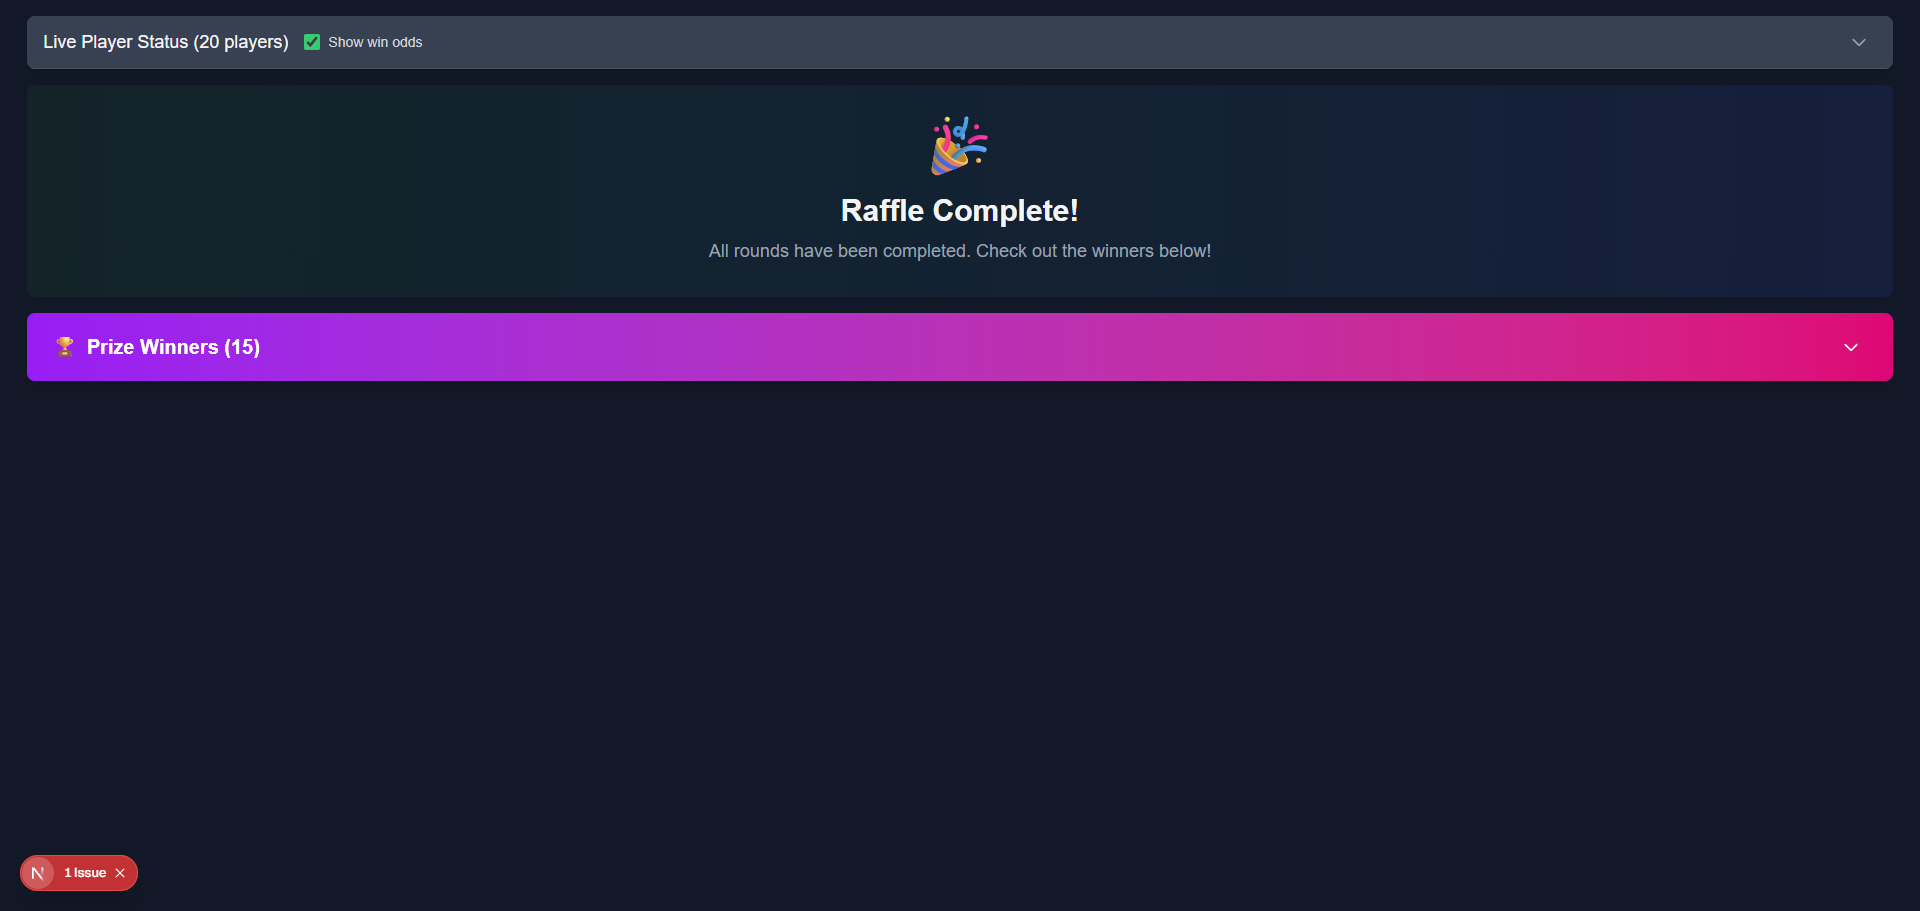 Live Player Status (20 players) Show win odds
Raffle Complete!
All rounds have been completed. Check out the winners below!
Prize Winners (15)
N 1 Issue